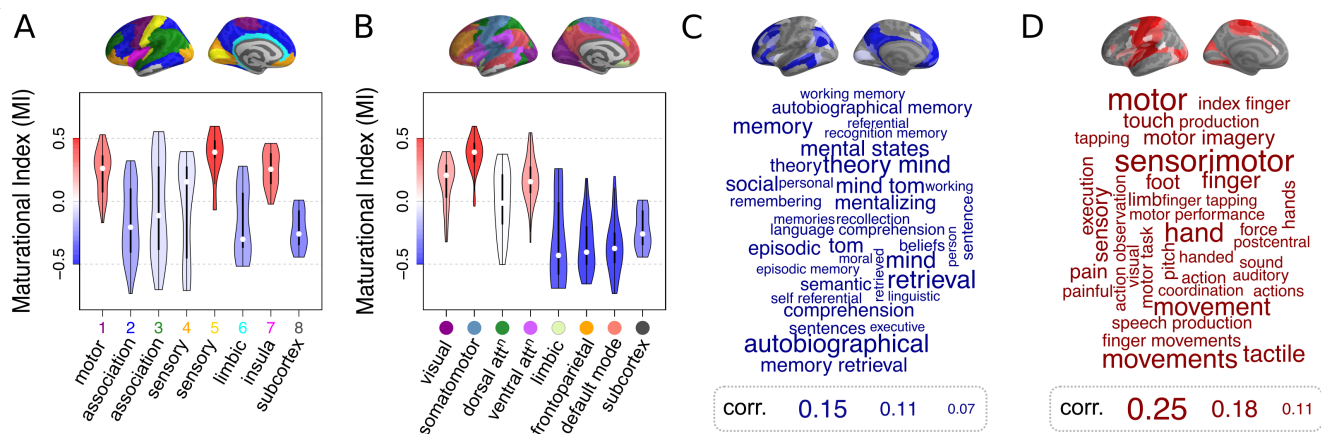 A
B
C
D
Maturational Index (MI)
0.5
0.0
−0.5
1
2
3
4
5
6
7
8
motor
association
association
sensory
sensory
limbic
insula
subcortex
Maturational Index (MI)
0.5
0.0
−0.5
visual
somatomotor
dorsal attⁿ
ventral attⁿ
limbic
frontoparietal
default mode
subcortex
working memory
autobiographical memory
memory referential
recognition memory
mental states
theory theory mind
social personal mind tom working
remembering mentalizing
memories recollection
language comprehension
sentence
episodic tom beliefs
person
moral mind
episodic memory
retrieved
retrieval
semantic
self referential linguistic
comprehension
sentences executive
autobiographical
memory retrieval
corr. 0.15 0.11 0.07
motor index finger
touch production
tapping motor imagery
sensorimotor
execution
foot finger
sensory
action observation
limb finger tapping
hands
motor performance
hand force
postcentral
visual
motor task
pitch
handed sound
pain action auditory
painful coordination actions
movement
speech production
finger movements
movements tactile
corr. 0.25 0.18 0.11